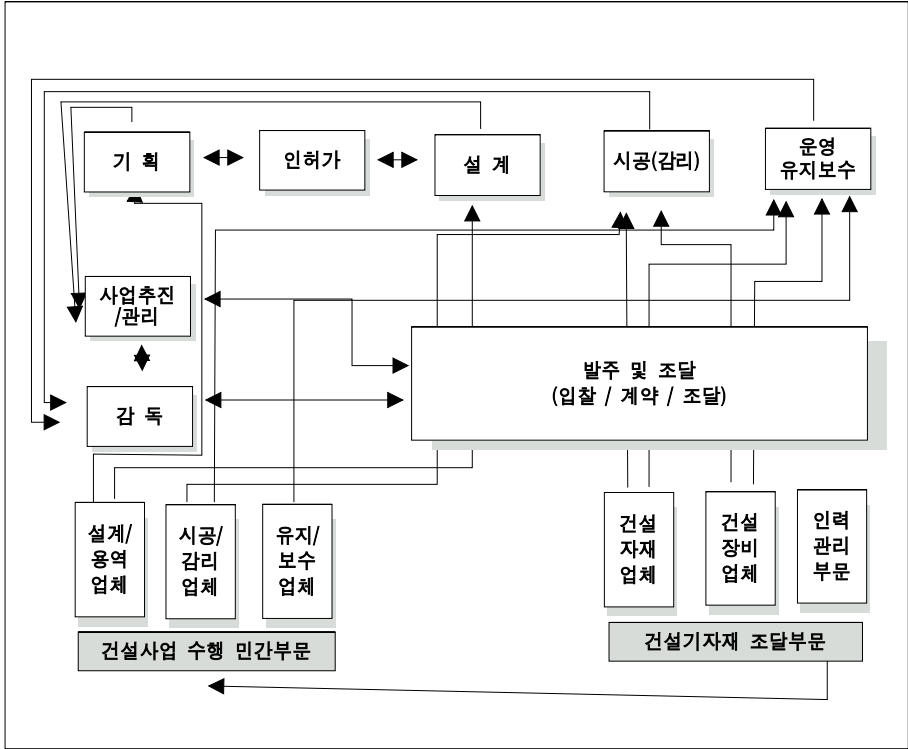 기 획
인허가
설 계
시공(감리)
운영
유지보수
사업추진
/관리
감 독
발주 및 조달
(입찰 / 계약 / 조달)
설계/
용역
업체
시공/
감리
업체
유지/
보수
업체
건설
자재
업체
건설
장비
업체
인력
관리
부문
건설사업 수행 민간부문
건설기자재 조달부문